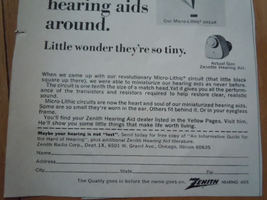 hearing aids
around.
Our Micro-Lithic circuit
Little wonder they're so tiny.
Actual Size
Zenith Hearing Aid.
When we came up with our revolutionary Micro-Lithic circuit (that little black
square up there), we were able to miniaturize our hearing aids as never before.
The circuit is one tenth the size of a match head. Yet it gives you all the perform-
ance of the transistors and resistors required to help restore clear, realistic
sound.
Micro-Lithic circuits are now the heart and soul of our miniaturized hearing aids.
Some are so small they're worn in the ear. Others fit behind it. Or in your eyeglass
frame.
You'll find your Zenith Hearing Aid dealer listed in the Yellow Pages. Visit him.
He'll show you some little things that make life worth living.
Maybe your hearing is not "lost". Send today for free copy of "An Informative Guide for
the Hearing Aid User", plus additional Zenith Hearing Aid literature.
Zenith Radio Corp., Dept. 1X, 6501 W. Grand Ave., Chicago, Illinois 60635
Name
Address
City State Zip
The Quality goes in before the name goes on. ZENITH HEARING AIDS